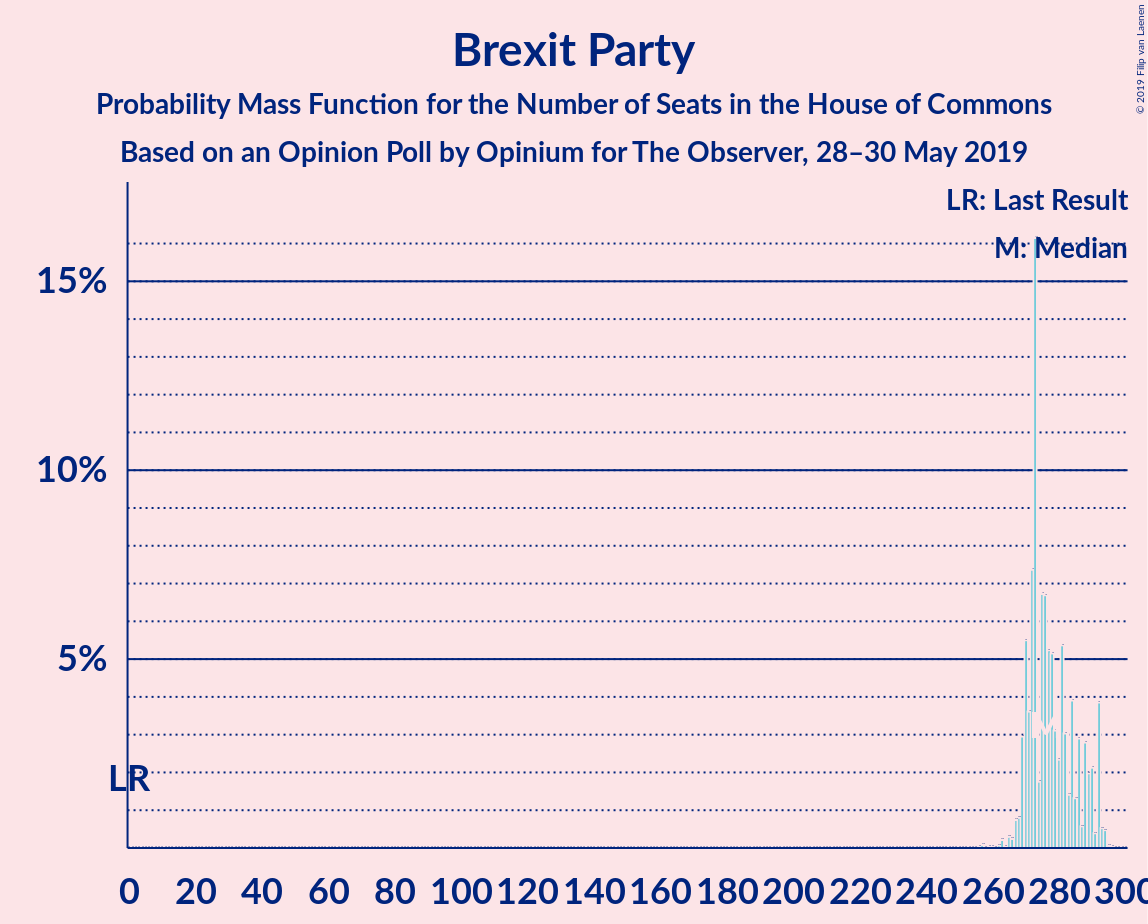 Brexit Party
Probability Mass Function for the Number of Seats in the House of Commons
Based on an Opinion Poll by Opinium for The Observer, 28–30 May 2019
© 2019 Filip van Laenen
LR: Last Result
M: Median
15%
10%
5%
LR
0 20 40 60 80 100 120 140 160 180 200 220 240 260 280 300